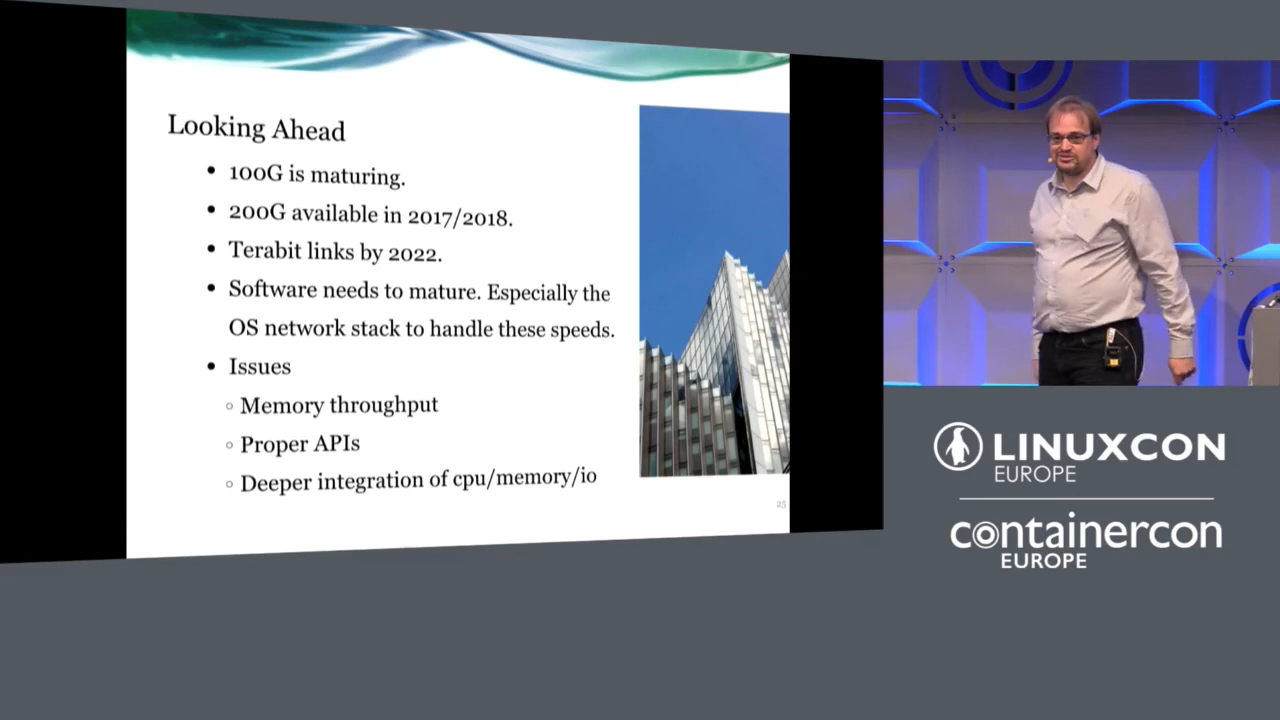 Looking Ahead
• 100G is maturing.
• 200G available in 2017/2018.
• Terabit links by 2022.
• Software needs to mature. Especially the
OS network stack to handle these speeds.
• Issues
○ Memory throughput
○ Proper APIs
○ Deeper integration of cpu/memory/io
25
LINUXCON
EUROPE
containercon
EUROPE